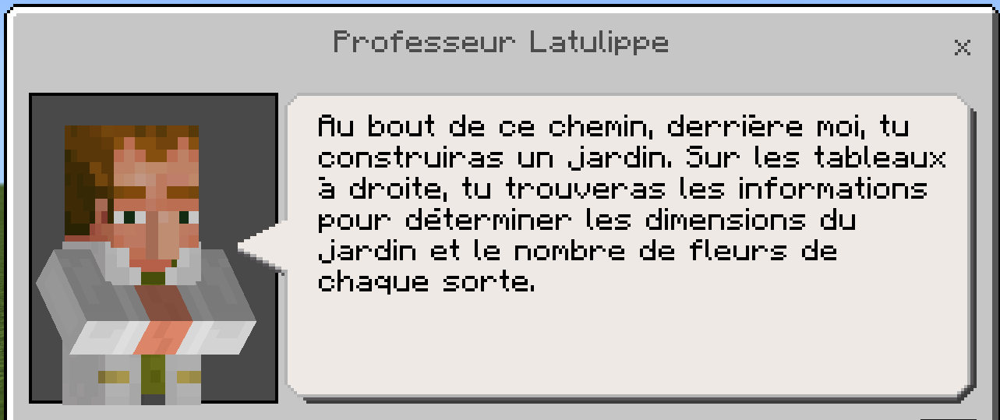 Professeur Latulippe
x
Au bout de ce chemin, derrière moi, tu
construiras un jardin. Sur les tableaux
à droite, tu trouveras les informations
pour déterminer les dimensions du
jardin et le nombre de fleurs de
chaque sorte.